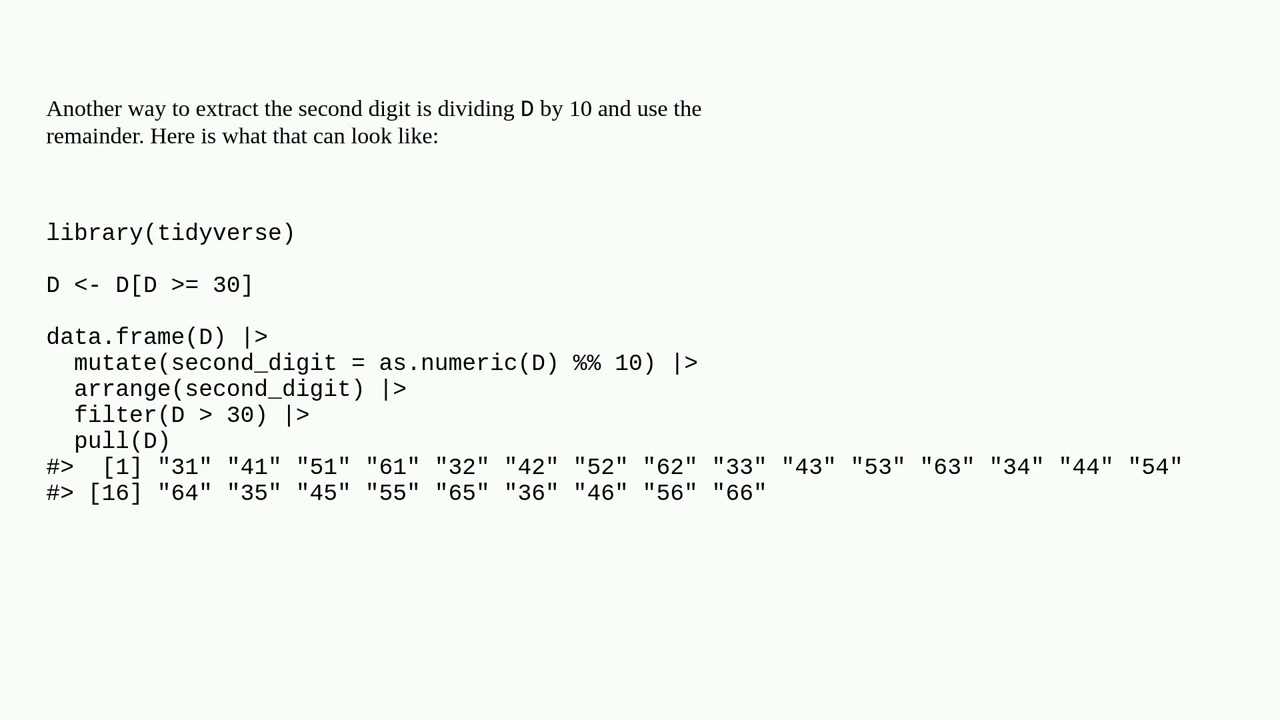 Another way to extract the second digit is dividing D by 10 and use the
remainder. Here is what that can look like:
library(tidyverse)
D <- D[D >= 30]
data.frame(D) |>
  mutate(second_digit = as.numeric(D) %% 10) |>
  arrange(second_digit) |>
  filter(D > 30) |>
  pull(D)
#>  [1] "31" "41" "51" "61" "32" "42" "52" "62" "33" "43" "53" "63" "34" "44" "54"
#> [16] "64" "35" "45" "55" "65" "36" "46" "56" "66"